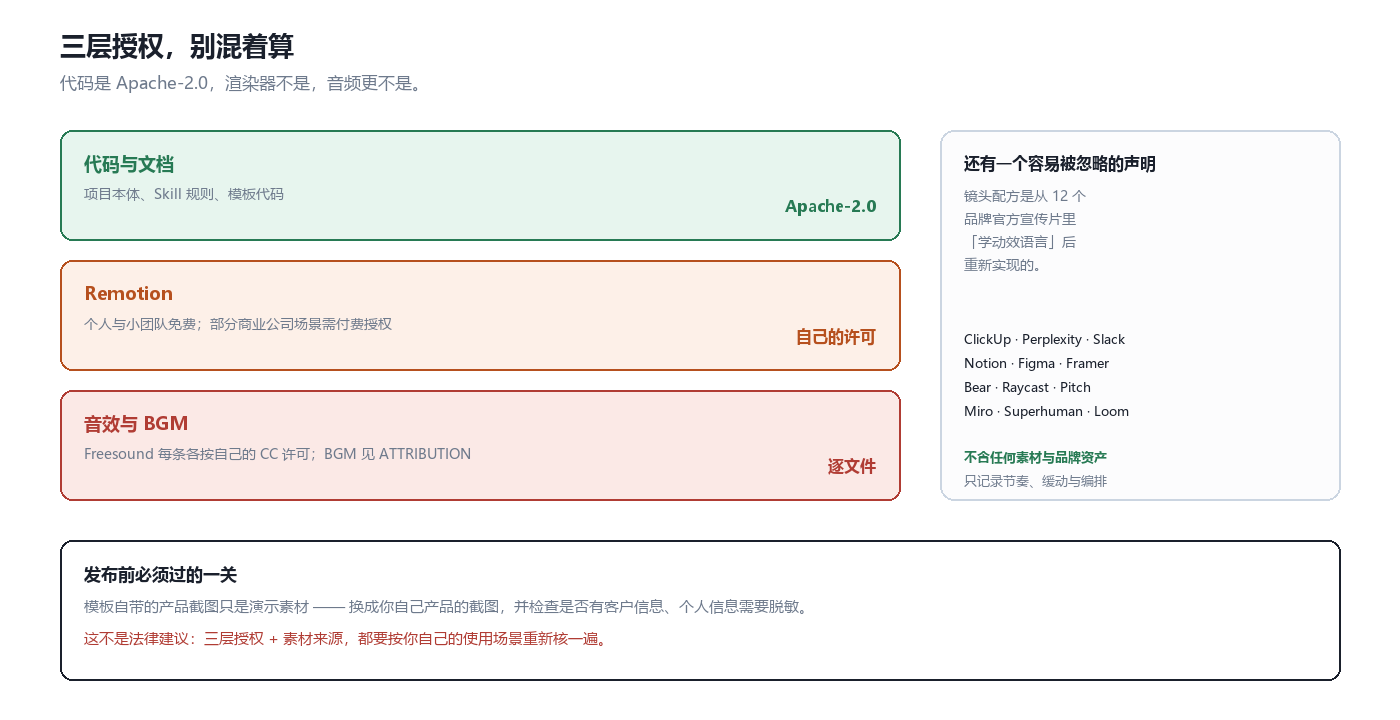 三层授权，别混着算
代码是 Apache-2.0，渲染器不是，音频更不是。
代码与文档
项目本体、Skill 规则、模板代码
Apache-2.0
Remotion
个人与小团队免费；部分商业公司场景需付费授权
自己的许可
音效与 BGM
Freesound 每条各按自己的 CC 许可；BGM 见 ATTRIBUTION
逐文件
还有一个容易被忽略的声明
镜头配方是从 12 个
品牌官方宣传片里
「学动效语言」后
重新实现的。
ClickUp · Perplexity · Slack
Notion · Figma · Framer
Bear · Raycast · Pitch
Miro · Superhuman · Loom
不含任何素材与品牌资产
只记录节奏、缓动与编排
发布前必须过的一关
模板自带的产品截图只是演示素材 —— 换成你自己产品的截图，并检查是否有客户信息、个人信息需要脱敏。
这不是法律建议：三层授权 + 素材来源，都要按你自己的使用场景重新核一遍。